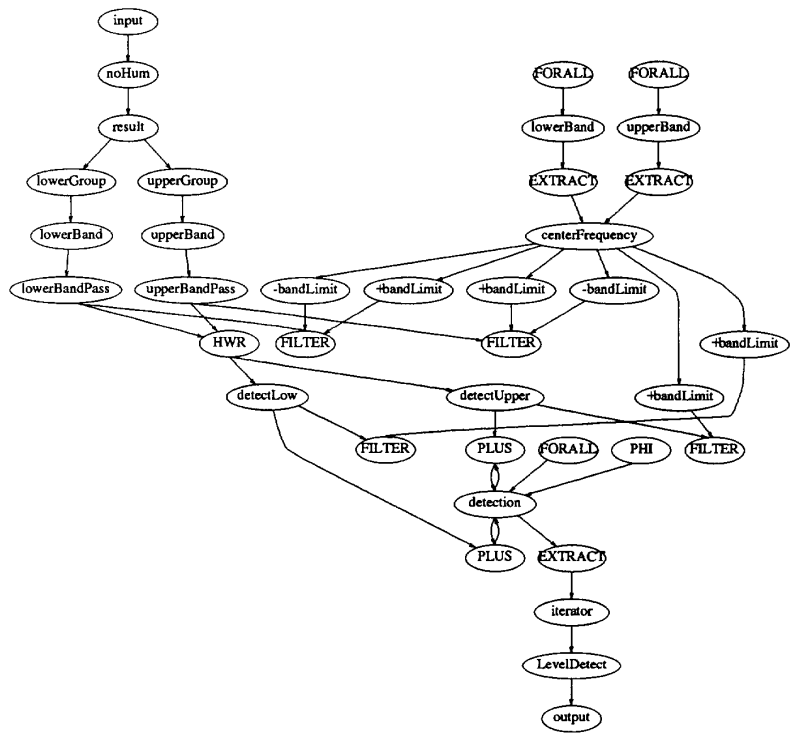 input
noHum
FORALL
FORALL
result
lowerBand
upperBand
lowerGroup
upperGroup
EXTRACT
EXTRACT
lowerBand
upperBand
centerFrequency
lowerBandPass
upperBandPass
-bandLimit
+bandLimit
+bandLimit
-bandLimit
HWR
FILTER
FILTER
+bandLimit
detectLow
detectUpper
+bandLimit
FILTER
PLUS
FORALL
PHI
FILTER
detection
PLUS
EXTRACT
iterator
LevelDetect
output